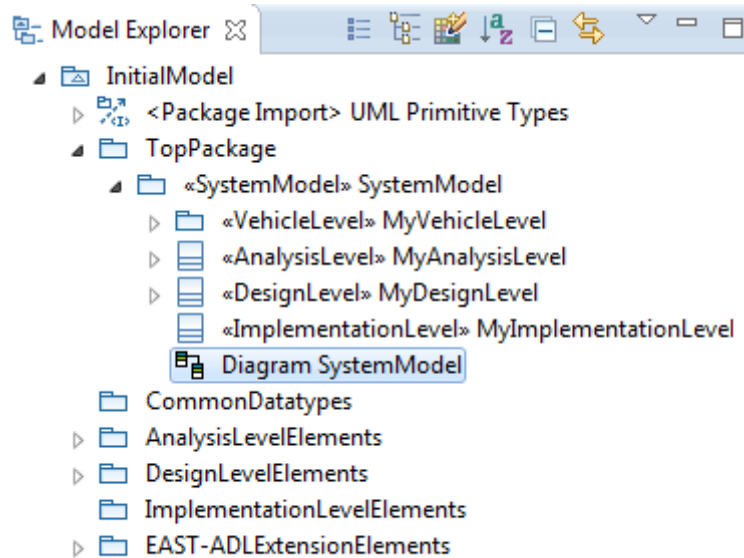 Model Explorer
InitialModel
<Package Import> UML Primitive Types
TopPackage
«SystemModel» SystemModel
«VehicleLevel» MyVehicleLevel
«AnalysisLevel» MyAnalysisLevel
«DesignLevel» MyDesignLevel
«ImplementationLevel» MyImplementationLevel
Diagram SystemModel
CommonDatatypes
AnalysisLevelElements
DesignLevelElements
ImplementationLevelElements
EAST-ADLExtensionElements